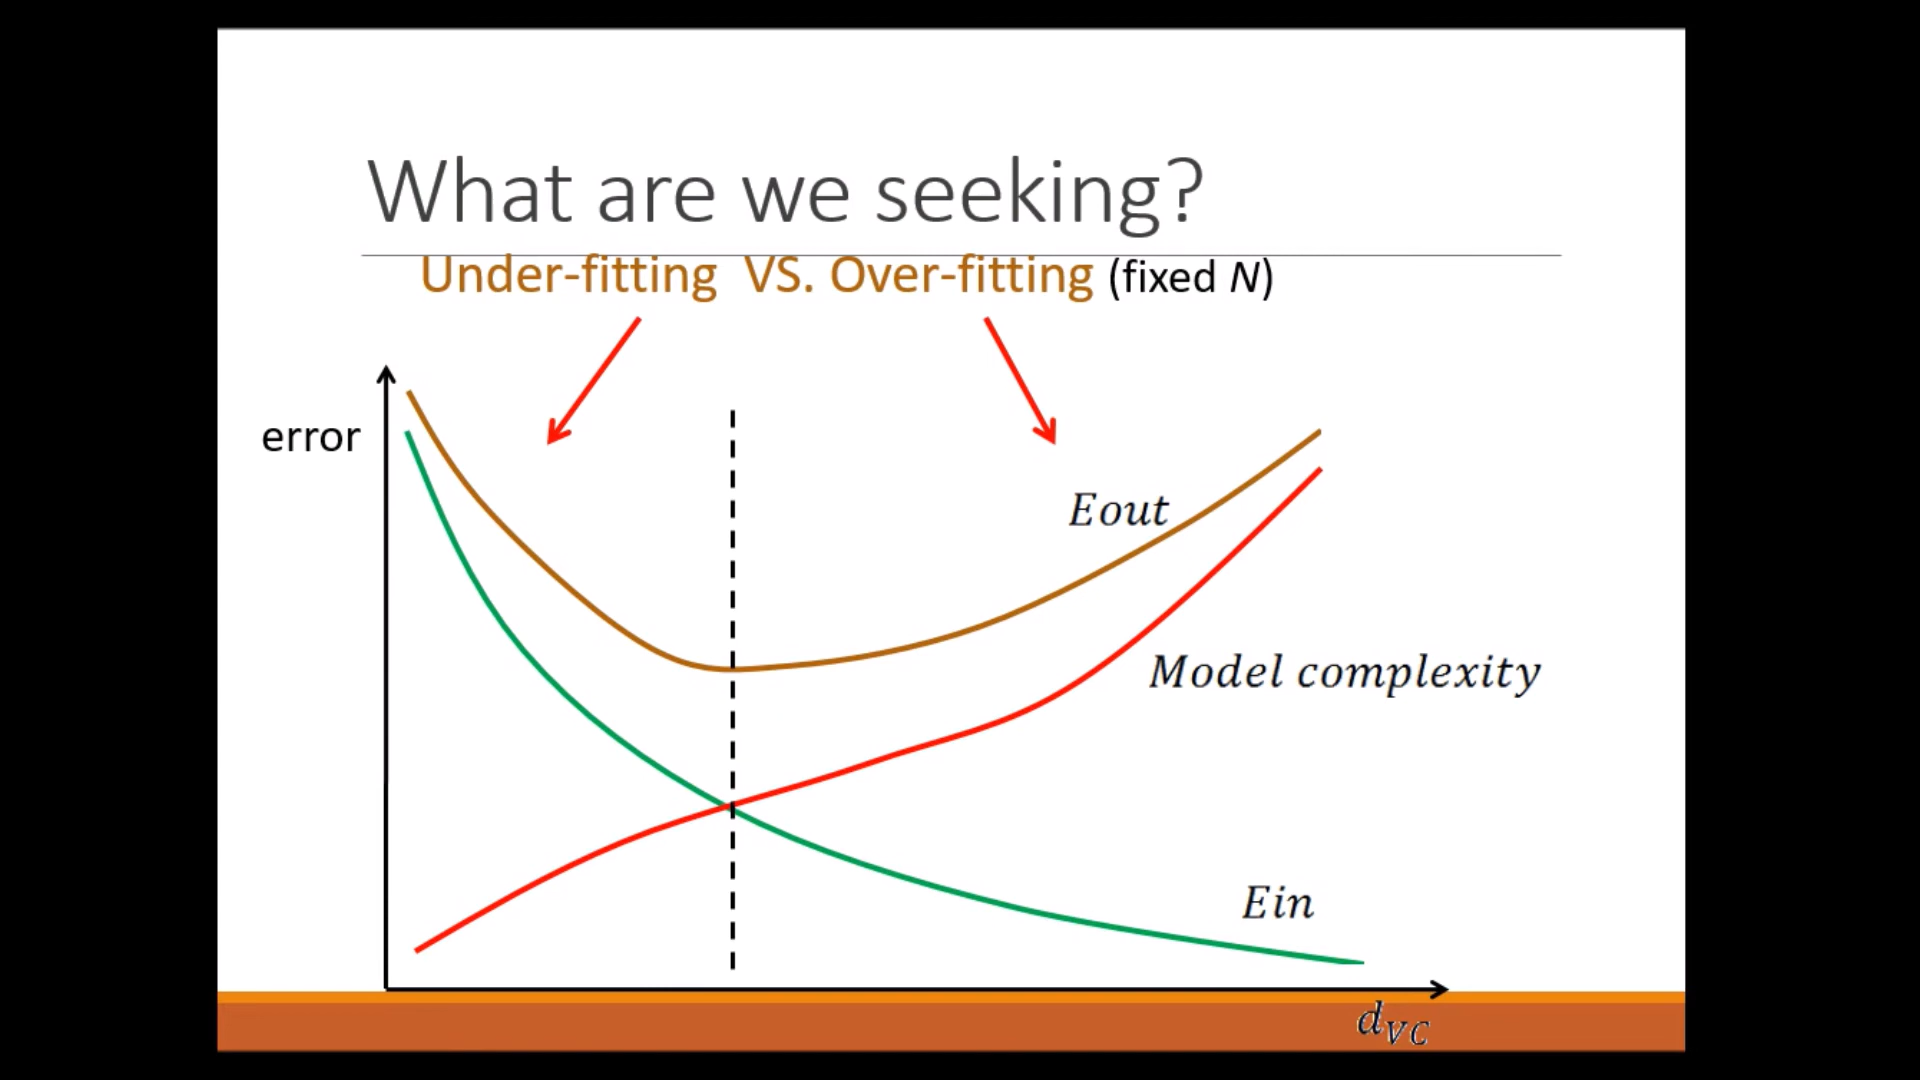 What are we seeking?
Under-fitting VS. Over-fitting (fixed N)
error
Eout
Model complexity
Ein
dVC